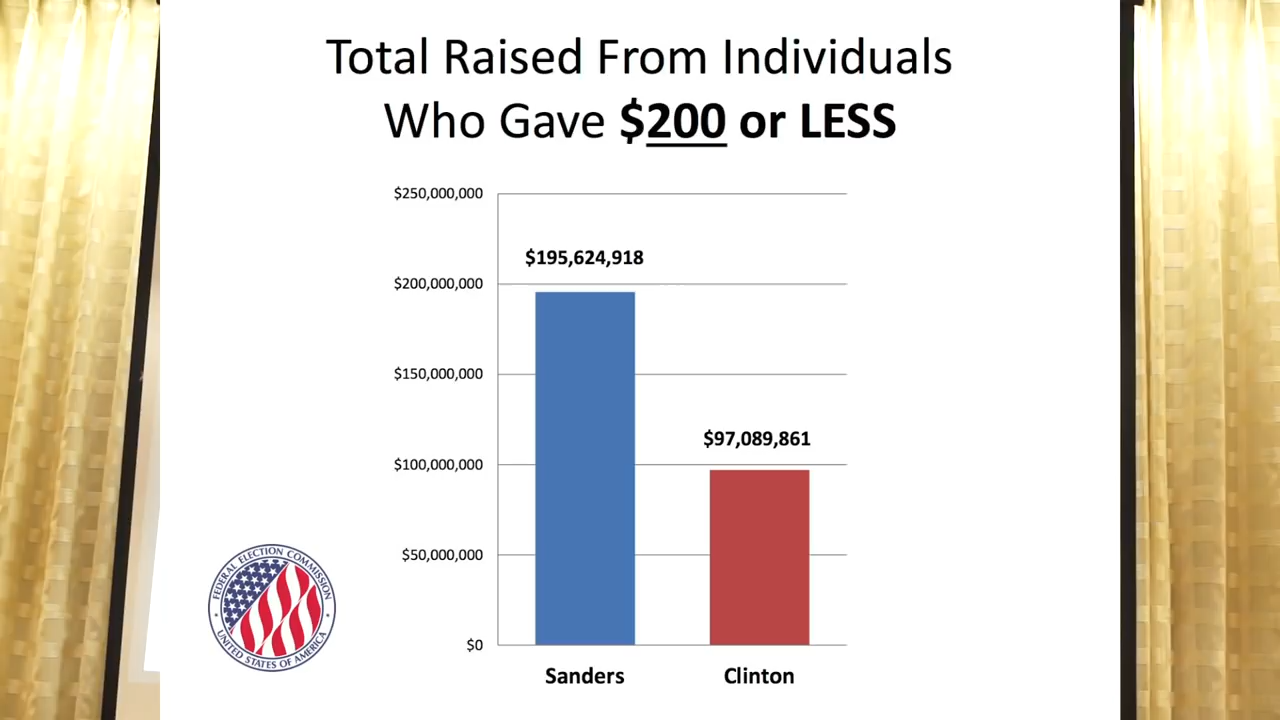 Total Raised From Individuals
Who Gave $200 or LESS
$250,000,000
$195,624,918
$200,000,000
$150,000,000
$97,089,861
$100,000,000
$50,000,000
$0
Sanders
Clinton
FEDERAL ELECTION COMMISSION
UNITED STATES OF AMERICA